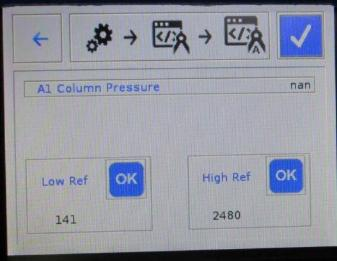 A1 Column Pressure nan
Low Ref OK
141
High Ref OK
2480